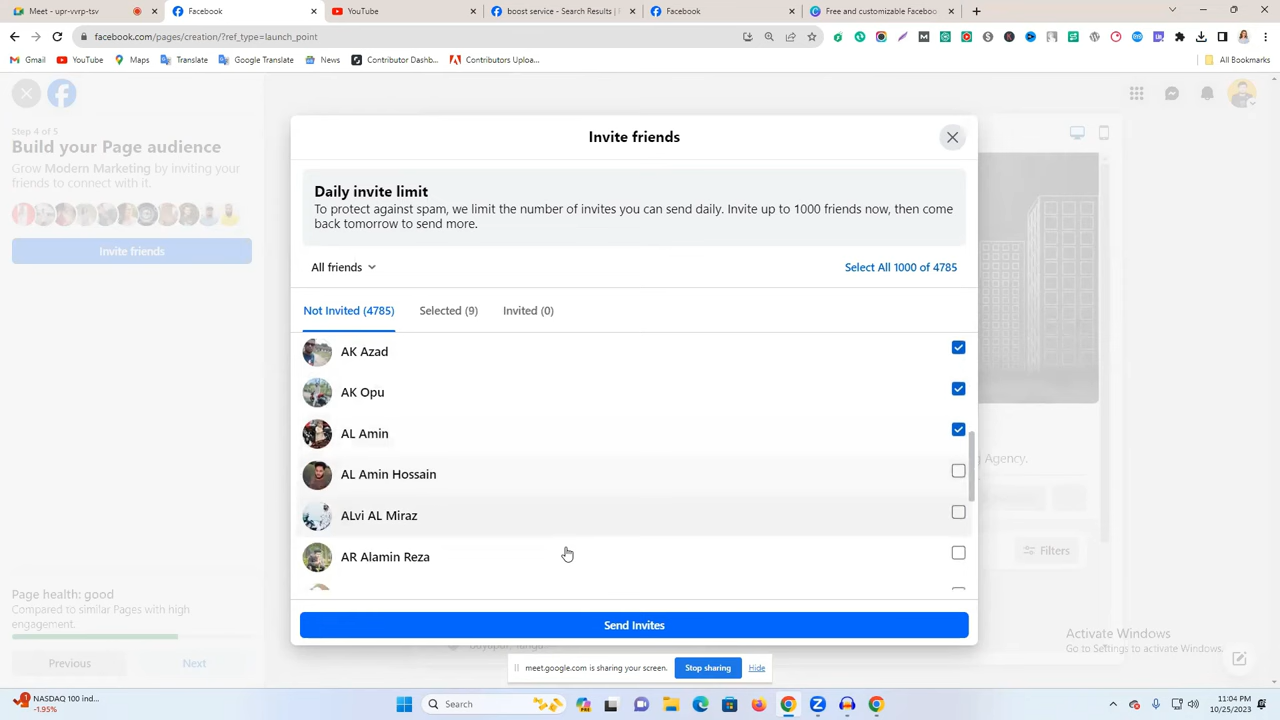 Meet - upr-vvrp-tsv
Facebook
YouTube
boost service - Search Results |
Facebook
Free and customizable Facebook
facebook.com/pages/creation/?ref_type=launch_point
Gmail
YouTube
Maps
Translate
Google Translate
News
Contributor Dashb...
Contributors Uploa...
All Bookmarks
Step 4 of 5
Build your Page audience
Grow Modern Marketing by inviting your
friends to connect with it.
Invite friends
Page health: good
Compared to similar Pages with high
engagement.
Previous
Next
Invite friends
Daily invite limit
To protect against spam, we limit the number of invites you can send daily. Invite up to 1000 friends now, then come
back tomorrow to send more.
All friends
Select All 1000 of 4785
Not Invited (4785)
Selected (9)
Invited (0)
AK Azad
AK Opu
AL Amin
AL Amin Hossain
ALvi AL Miraz
AR Alamin Reza
Send Invites
Agency.
Filters
Activate Windows
Go to Settings to activate Windows.
meet.google.com is sharing your screen.
Stop sharing
Hide
NASDAQ 100 ind...
-1.95%
Search
11:04 PM
10/25/2023